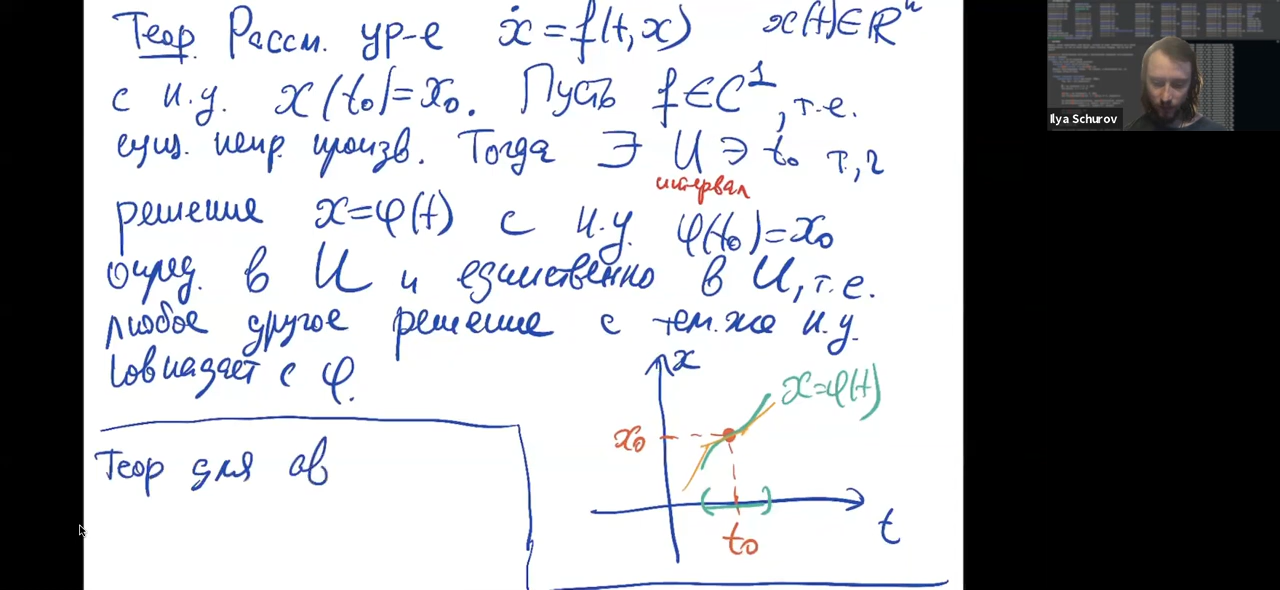 Теор Рассм. ур-е ẋ = f(t,x) x(t)∈ℝⁿ
с н.у. x(t₀)=x₀. Пусть f∈C¹, т.е.
сущ. непр. произв. Тогда ∃ U ∋ t₀ т.,ч
интервал
решение x=φ(t) с н.у. φ(t₀)=x₀
опред. в U и единственно в U, т.е.
любое другое решение с тем же н.у.
совпадает с φ.
x
x=φ(t)
x₀
Теор для ав
t
t₀
Ilya Schurov